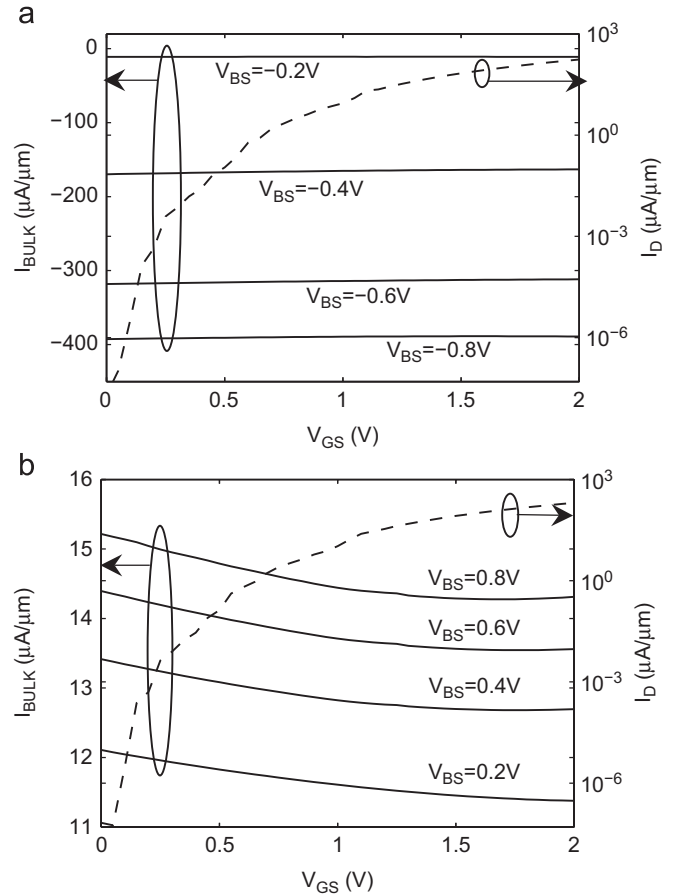 a
0
−100
−200
−300
−400
I_BULK (μA/μm)
V_BS=−0.2V
V_BS=−0.4V
V_BS=−0.6V
V_BS=−0.8V
10^3
10^0
10^−3
10^−6
I_D (μA/μm)
0
0.5
1
1.5
2
V_GS (V)
b
16
15
14
13
12
11
I_BULK (μA/μm)
V_BS=0.8V
V_BS=0.6V
V_BS=0.4V
V_BS=0.2V
10^3
10^0
10^−3
10^−6
I_D (μA/μm)
0
0.5
1
1.5
2
V_GS (V)